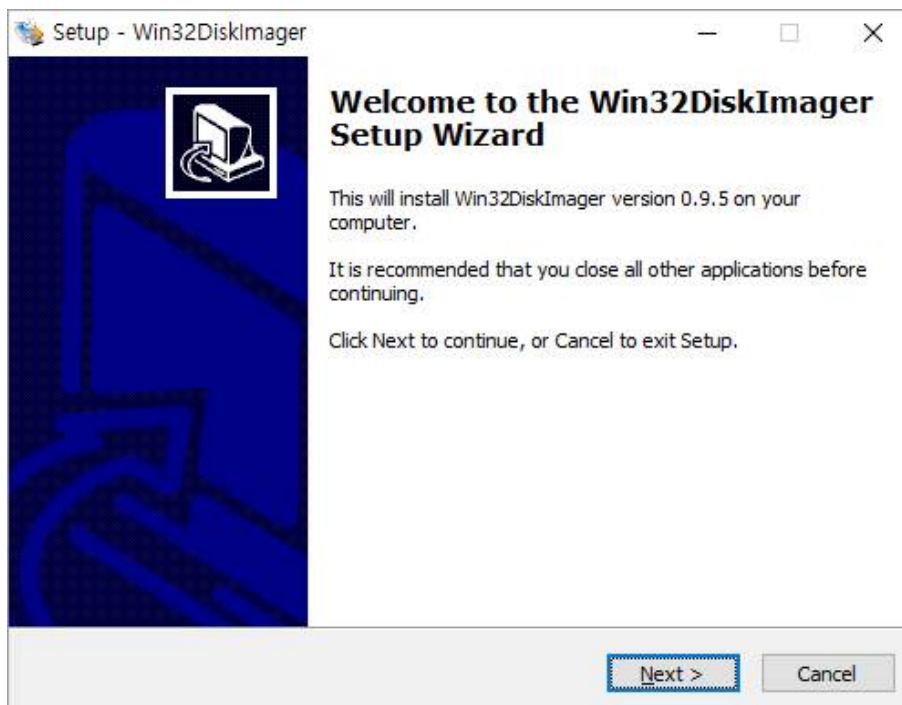 Setup - Win32DiskImager
Welcome to the Win32DiskImager
Setup Wizard
This will install Win32DiskImager version 0.9.5 on your
computer.
It is recommended that you close all other applications before
continuing.
Click Next to continue, or Cancel to exit Setup.
Next >
Cancel